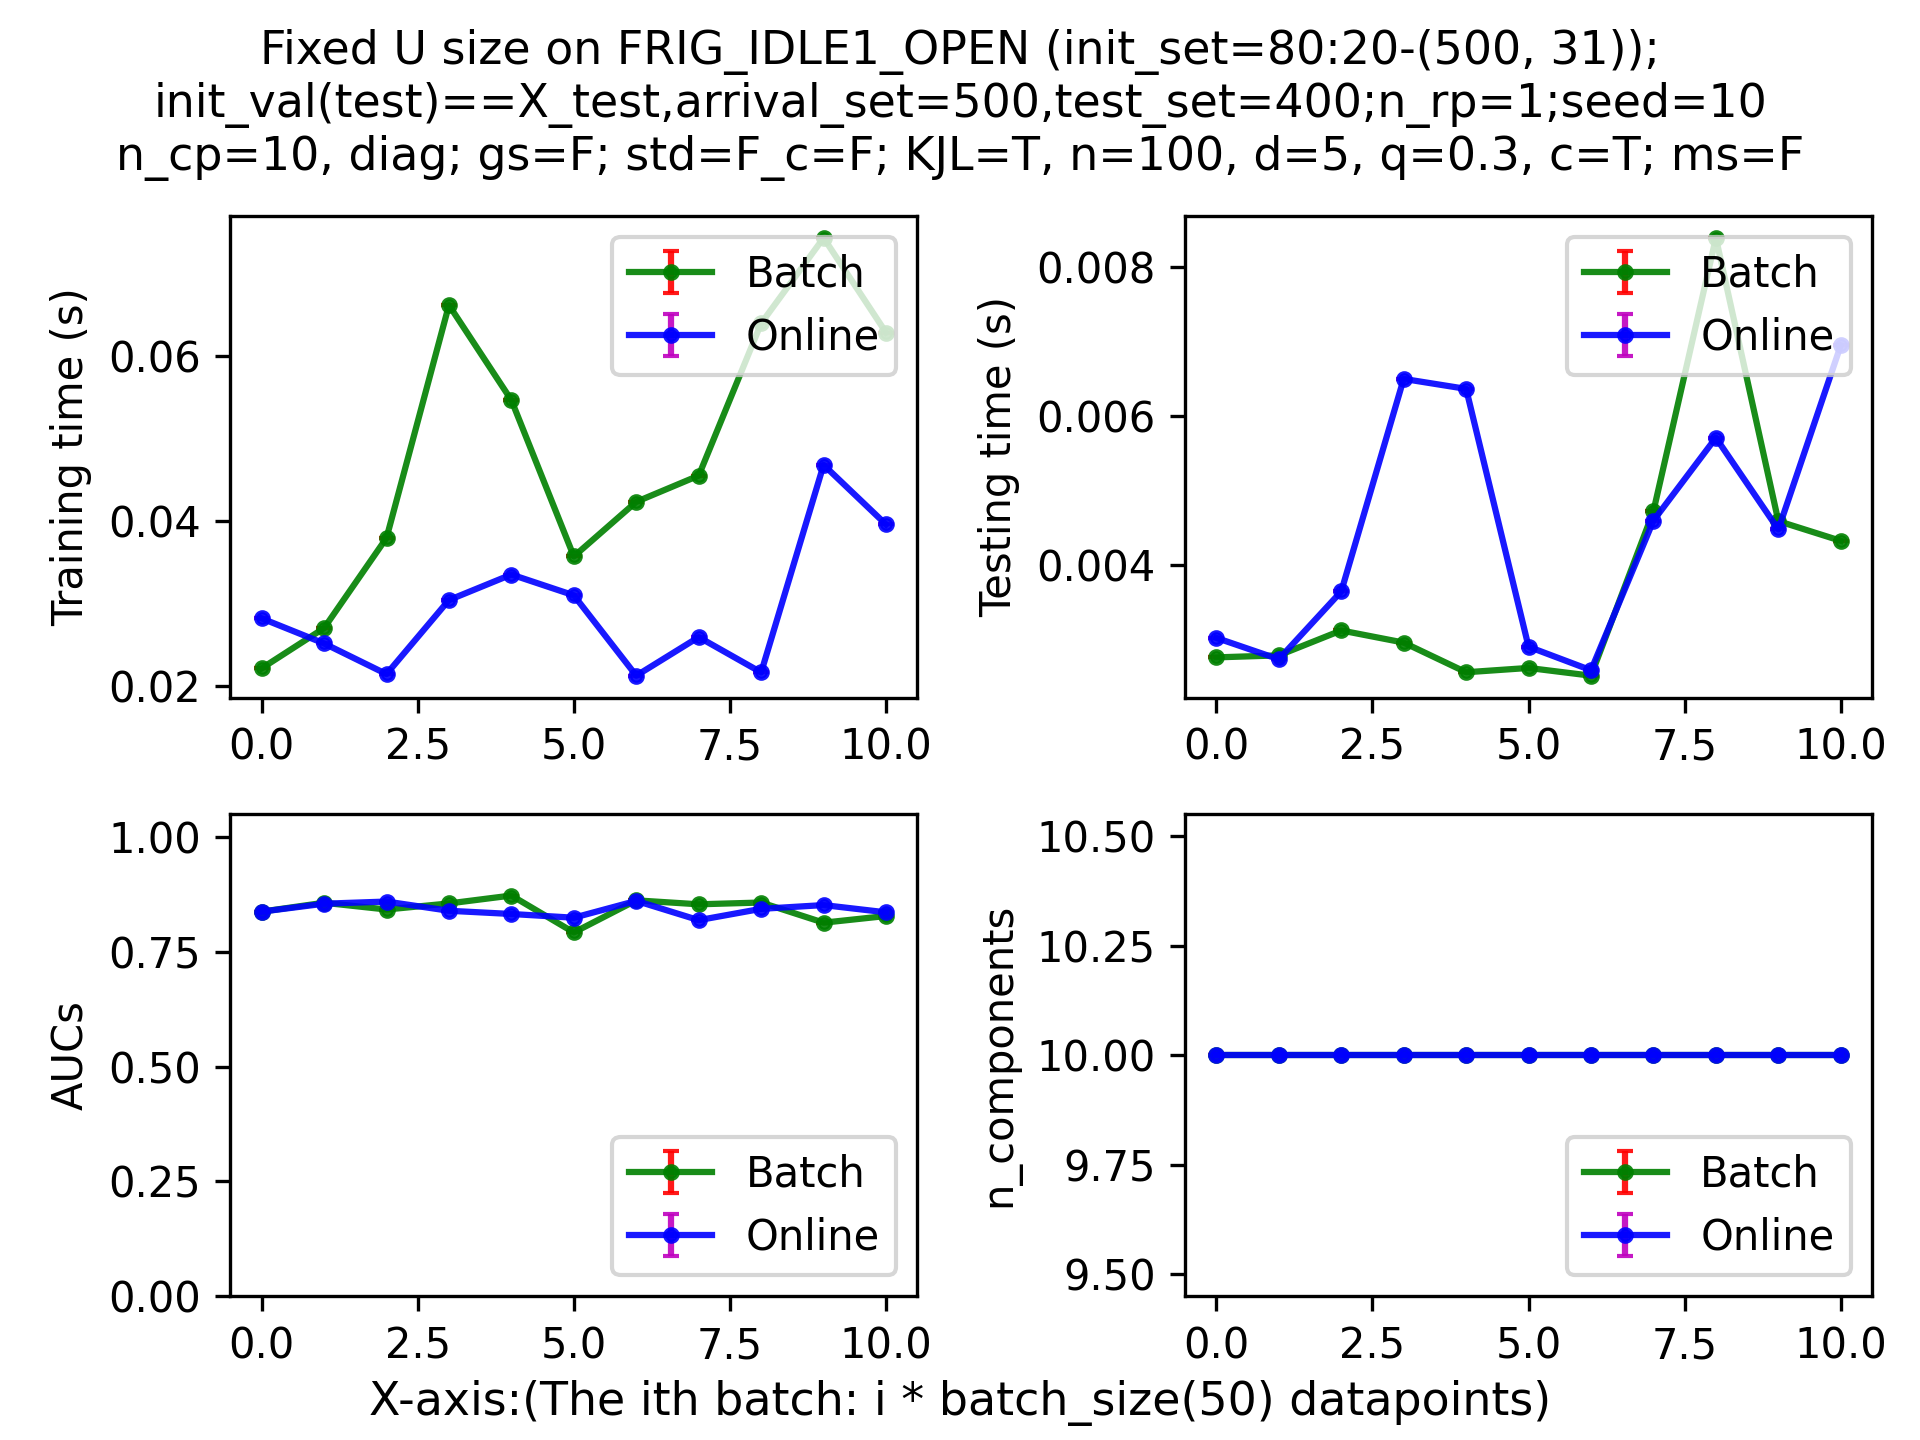 Fixed U size on FRIG_IDLE1_OPEN (init_set=80:20-(500, 31));
init_val(test)==X_test,arrival_set=500,test_set=400;n_rp=1;seed=10
n_cp=10, diag; gs=F; std=F_c=F; KJL=T, n=100, d=5, q=0.3, c=T; ms=F
Training time (s)
0.06
0.04
0.02
Batch
Online
0.0 2.5 5.0 7.5 10.0
Testing time (s)
0.008
0.006
0.004
Batch
Online
0.0 2.5 5.0 7.5 10.0
AUCs
1.00
0.75
0.50
0.25
0.00
Batch
Online
0.0 2.5 5.0 7.5 10.0
n_components
10.50
10.25
10.00
9.75
9.50
Batch
Online
0.0 2.5 5.0 7.5 10.0
X-axis:(The ith batch: i * batch_size(50) datapoints)